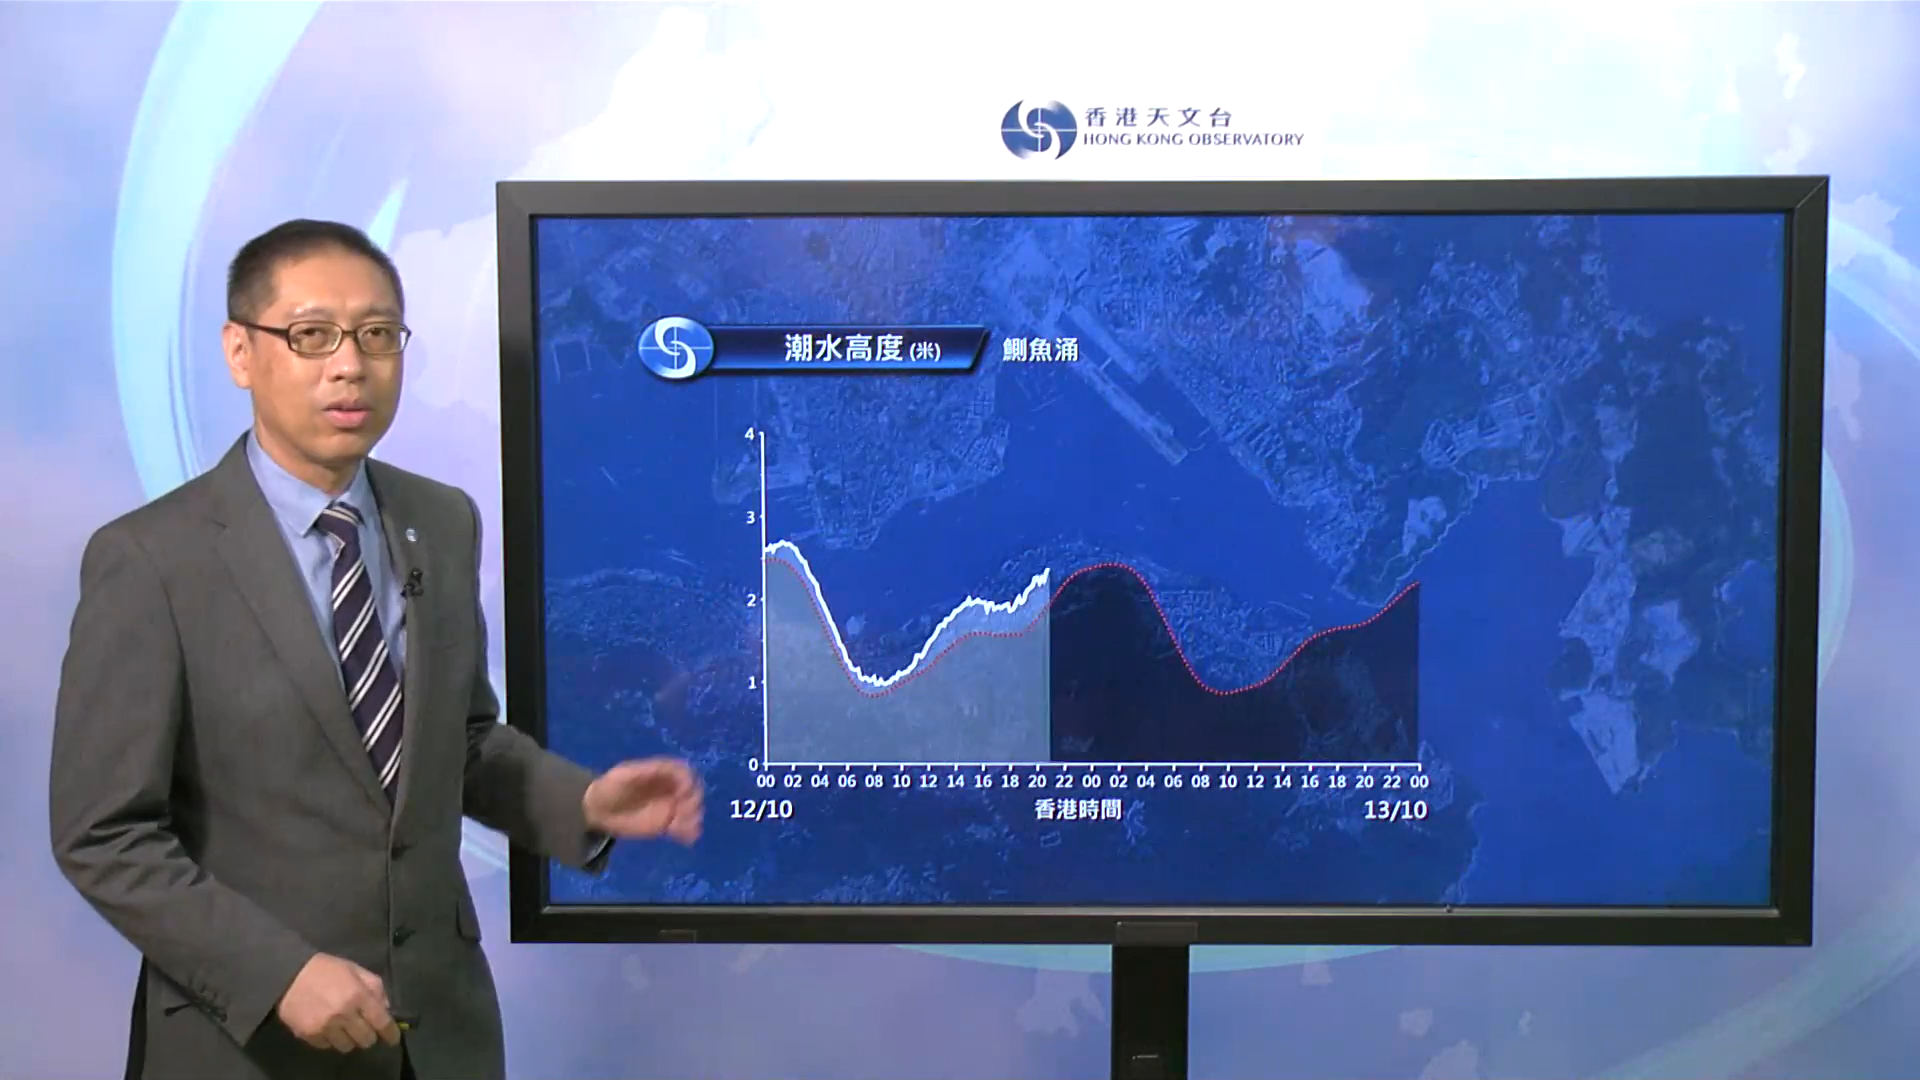 香港天文台
HONG KONG OBSERVATORY
潮水高度 (米) 鰂魚涌
4
3
2
1
0
00 02 04 06 08 10 12 14 16 18 20 22 00 02 04 06 08 10 12 14 16 18 20 22 00
12/10 香港時間 13/10